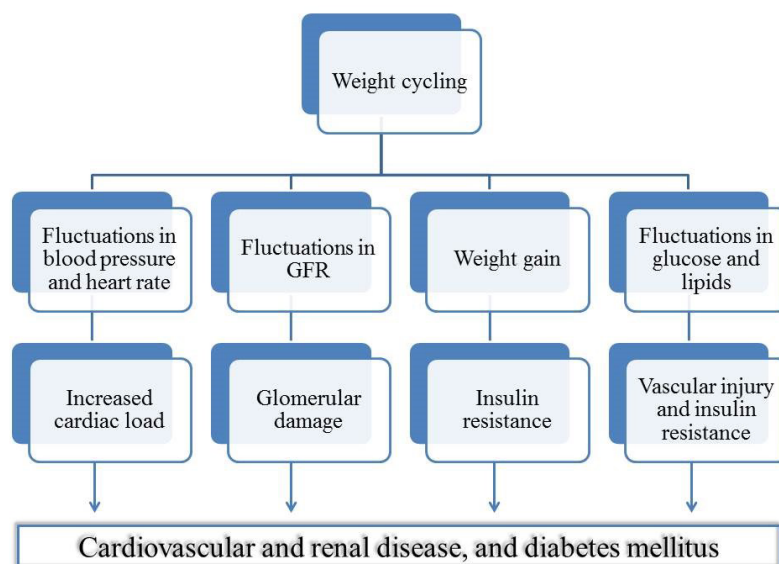 Weight cycling
Fluctuations in
blood pressure
and heart rate
Fluctuations in
GFR
Weight gain
Fluctuations in
glucose and
lipids
Increased
cardiac load
Glomerular
damage
Insulin
resistance
Vascular injury
and insulin
resistance
Cardiovascular and renal disease, and diabetes mellitus